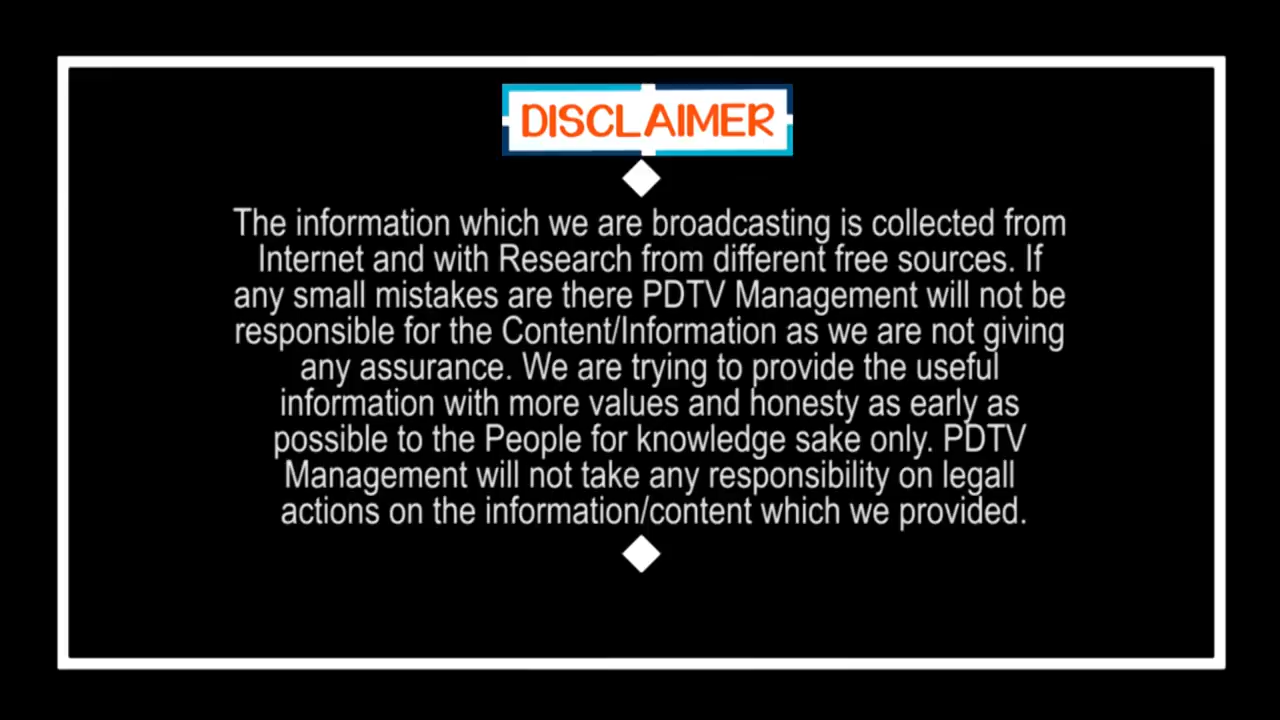 DISCLAIMER
The information which we are broadcasting is collected from
Internet and with Research from different free sources. If
any small mistakes are there PDTV Management will not be
responsible for the Content/Information as we are not giving
any assurance. We are trying to provide the useful
information with more values and honesty as early as
possible to the People for knowledge sake only. PDTV
Management will not take any responsibility on legall
actions on the information/content which we provided.